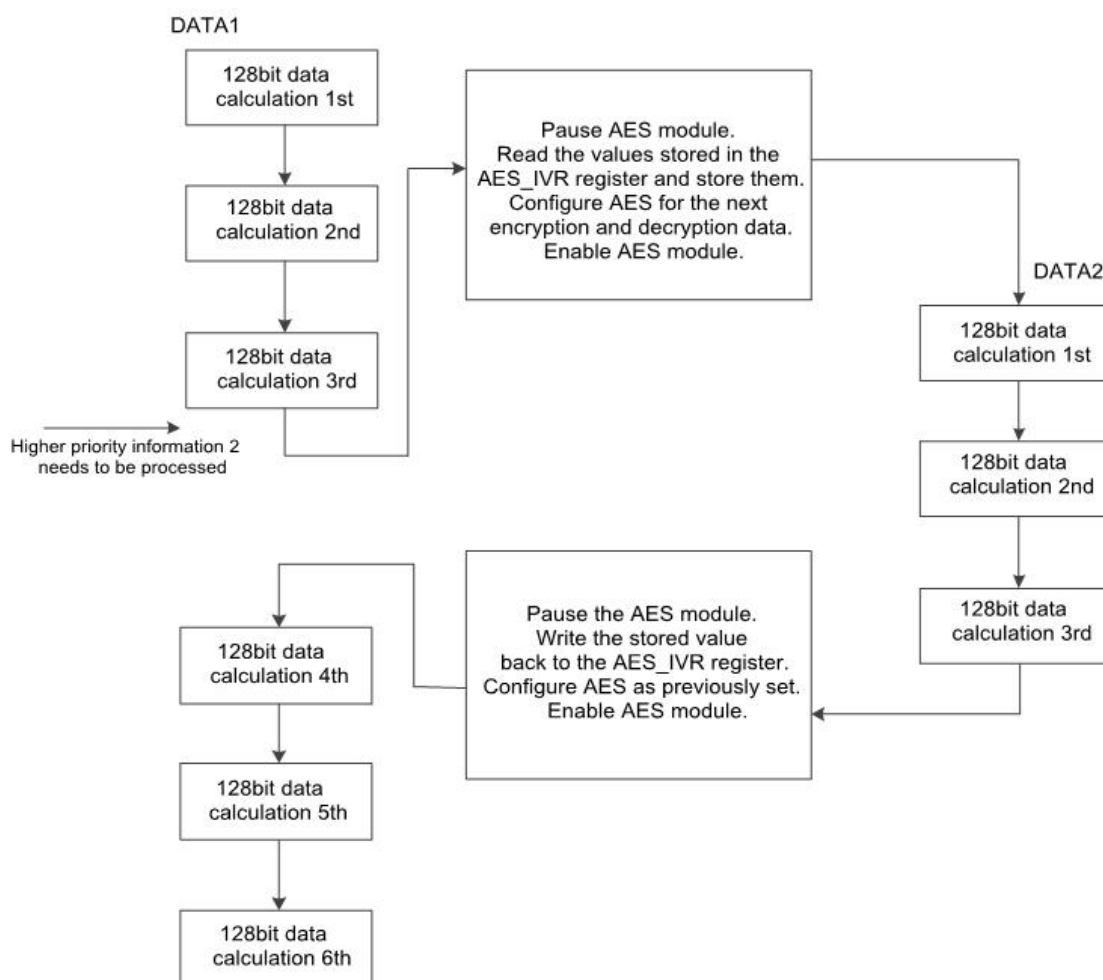 DATA1
128bit data
calculation 1st
128bit data
calculation 2nd
128bit data
calculation 3rd
Higher priority information 2
needs to be processed
Pause AES module.
Read the values stored in the
AES_IVR register and store them.
Configure AES for the next
encryption and decryption data.
Enable AES module.
DATA2
128bit data
calculation 1st
128bit data
calculation 2nd
128bit data
calculation 3rd
Pause the AES module.
Write the stored value
back to the AES_IVR register.
Configure AES as previously set.
Enable AES module.
128bit data
calculation 4th
128bit data
calculation 5th
128bit data
calculation 6th